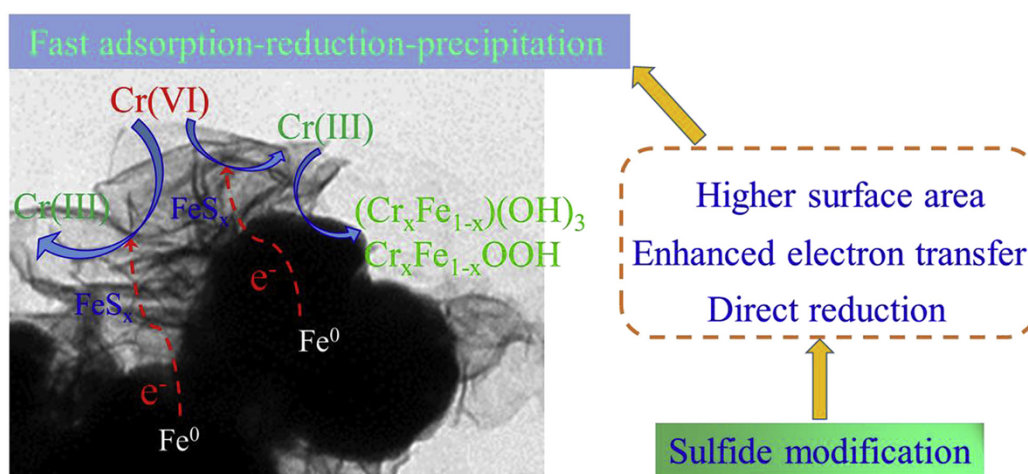 Fast adsorption-reduction-precipitation
Cr(VI)
Cr(III)
Cr(III)
FeSₓ
(CrₓFe₁₋ₓ)(OH)₃
CrₓFe₁₋ₓOOH
e⁻
FeSₓ
Fe⁰
e⁻
Fe⁰
Higher surface area
Enhanced electron transfer
Direct reduction
Sulfide modification